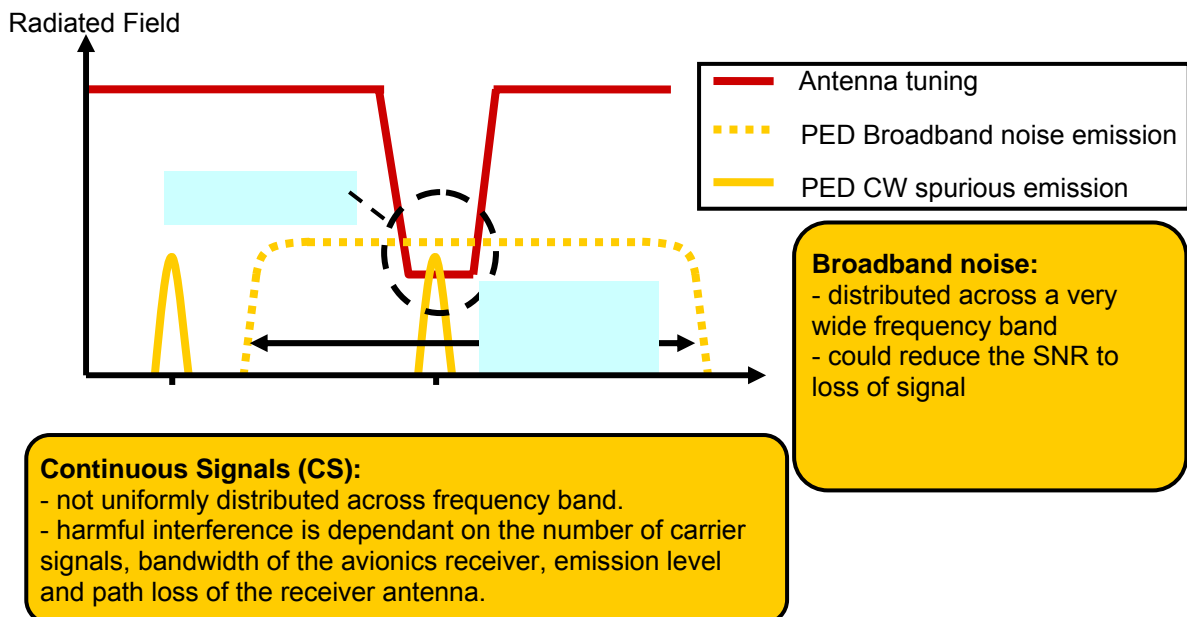 Radiated Field
Antenna tuning
PED Broadband noise emission
PED CW spurious emission
Broadband noise:
- distributed across a very
wide frequency band
- could reduce the SNR to
loss of signal
Continuous Signals (CS):
- not uniformly distributed across frequency band.
- harmful interference is dependant on the number of carrier
signals, bandwidth of the avionics receiver, emission level
and path loss of the receiver antenna.